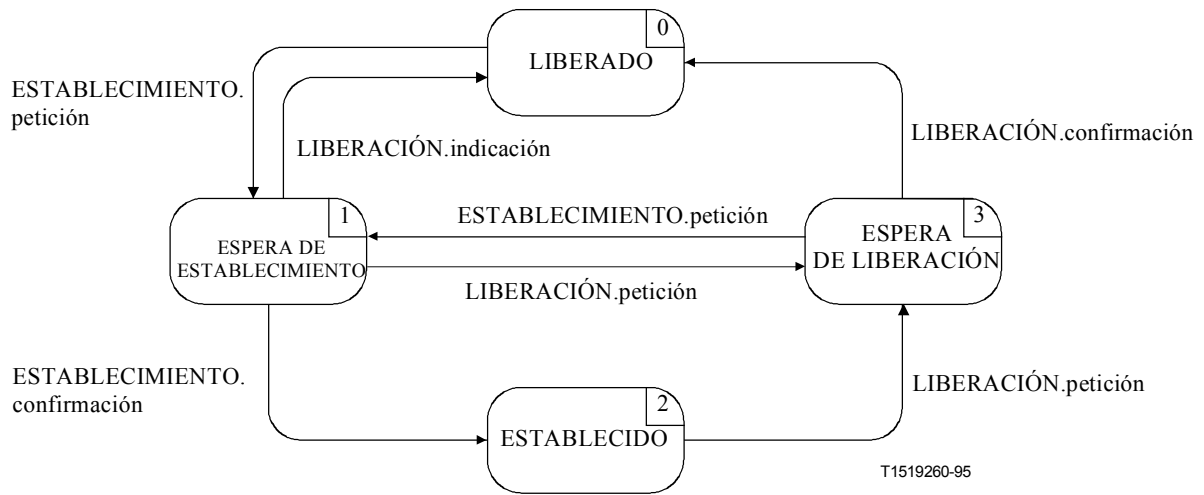 0
LIBERADO
ESTABLECIMIENTO.
petición
LIBERACIÓN.indicación
LIBERACIÓN.confirmación
1
ESPERA DE
ESTABLECIMIENTO
ESTABLECIMIENTO.petición
LIBERACIÓN.petición
3
ESPERA
DE LIBERACIÓN
ESTABLECIMIENTO.
confirmación
2
ESTABLECIDO
LIBERACIÓN.petición
T1519260-95